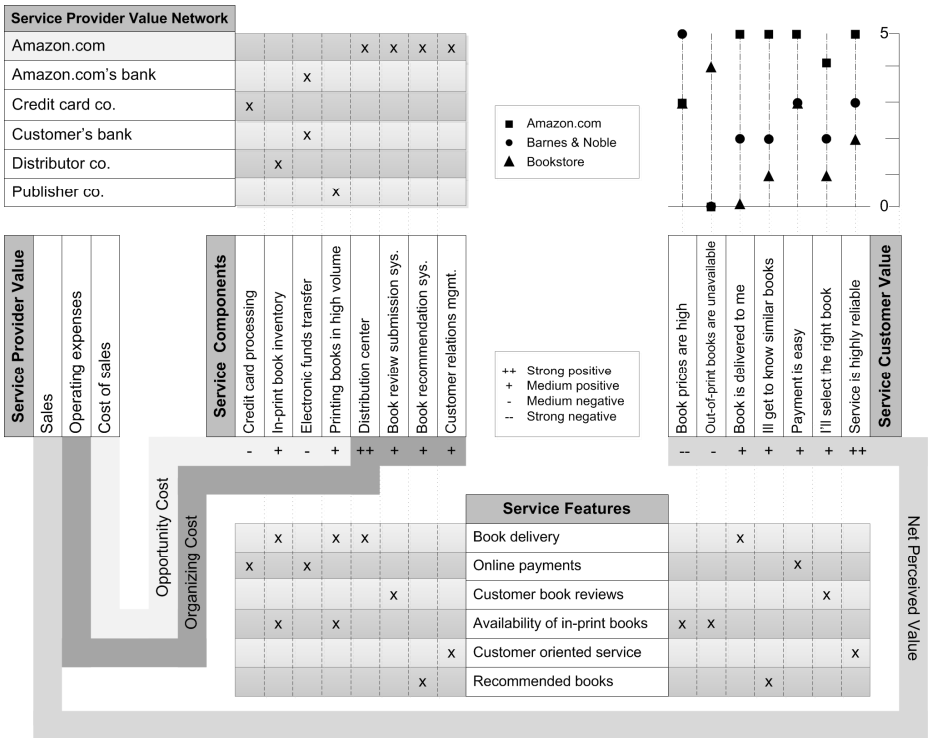 Service Provider Value Network
Amazon.com x x x x
Amazon.com's bank x
Credit card co. x
Customer's bank x
Distributor co. x
Publisher co. x
Amazon.com
Barnes & Noble
Bookstore
5
0
Service Provider Value
Sales
Operating expenses
Cost of sales
Service Components
Credit card processing
In-print book inventory
Electronic funds transfer
Printing books in high volume
Distribution center
Book review submission sys.
Book recommendation sys.
Customer relations mgmt.
++ Strong positive
+ Medium positive
- Medium negative
-- Strong negative
Book prices are high
Out-of-print books are unavailable
Book is delivered to me
Ill get to know similar books
Payment is easy
I'll select the right book
Service is highly reliable
Service Customer Value
- + - + ++ + + +
-- - + + + + ++
Opportunity Cost
Organizing Cost
Net Perceived Value
Service Features
x x x Book delivery x
x x Online payments x
x Customer book reviews x
x x Availability of in-print books x x
x Customer oriented service x
x Recommended books x